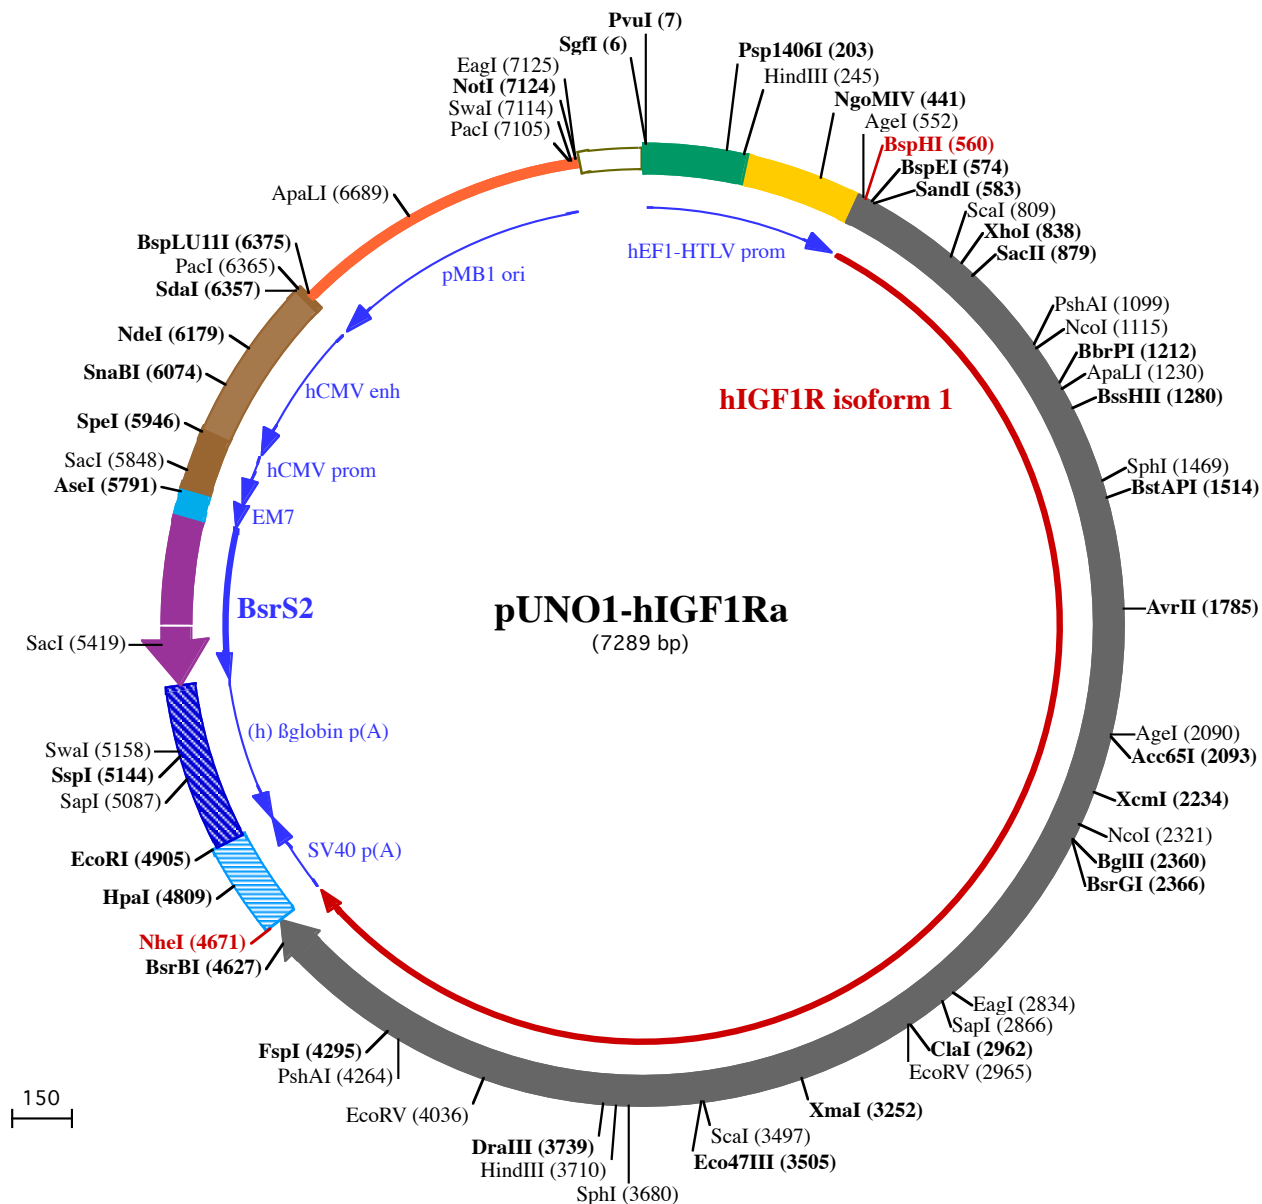 PvuI (7)
SgfI (6)
Psp1406I (203)
HindIII (245)
NgoMIV (441)
AgeI (552)
BspHI (560)
BspEI (574)
SandI (583)
ScaI (809)
XhoI (838)
SacII (879)
PshAI (1099)
NcoI (1115)
BbrPI (1212)
ApaLI (1230)
BssHII (1280)
SphI (1469)
BstAPI (1514)
AvrII (1785)
AgeI (2090)
Acc65I (2093)
XcmI (2234)
NcoI (2321)
BglII (2360)
BsrGI (2366)
EagI (2834)
SapI (2866)
ClaI (2962)
EcoRV (2965)
XmaI (3252)
ScaI (3497)
Eco47III (3505)
SphI (3680)
HindIII (3710)
DraIII (3739)
EcoRV (4036)
PshAI (4264)
FspI (4295)
BsrBI (4627)
NheI (4671)
HpaI (4809)
EcoRI (4905)
SapI (5087)
SspI (5144)
SwaI (5158)
SacI (5419)
AseI (5791)
SacI (5848)
SpeI (5946)
SnaBI (6074)
NdeI (6179)
SdaI (6357)
PacI (6365)
BspLU11I (6375)
ApaLI (6689)
PacI (7105)
SwaI (7114)
NotI (7124)
EagI (7125)
hEF1-HTLV prom
pMB1 ori
hCMV enh
hCMV prom
EM7
BsrS2
(h) ßglobin p(A)
SV40 p(A)
hIGF1R isoform 1
pUNO1-hIGF1Ra
(7289 bp)
150